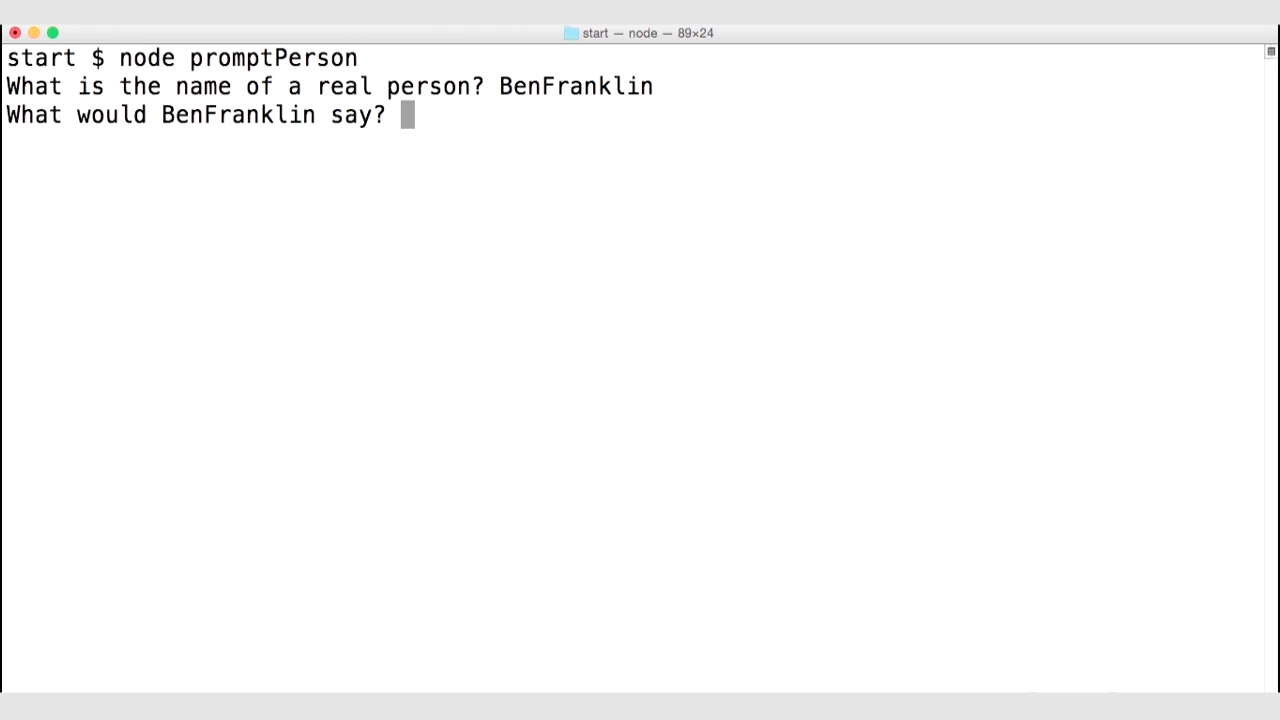 start — node — 89×24
start $ node promptPerson
What is the name of a real person? BenFranklin
What would BenFranklin say?